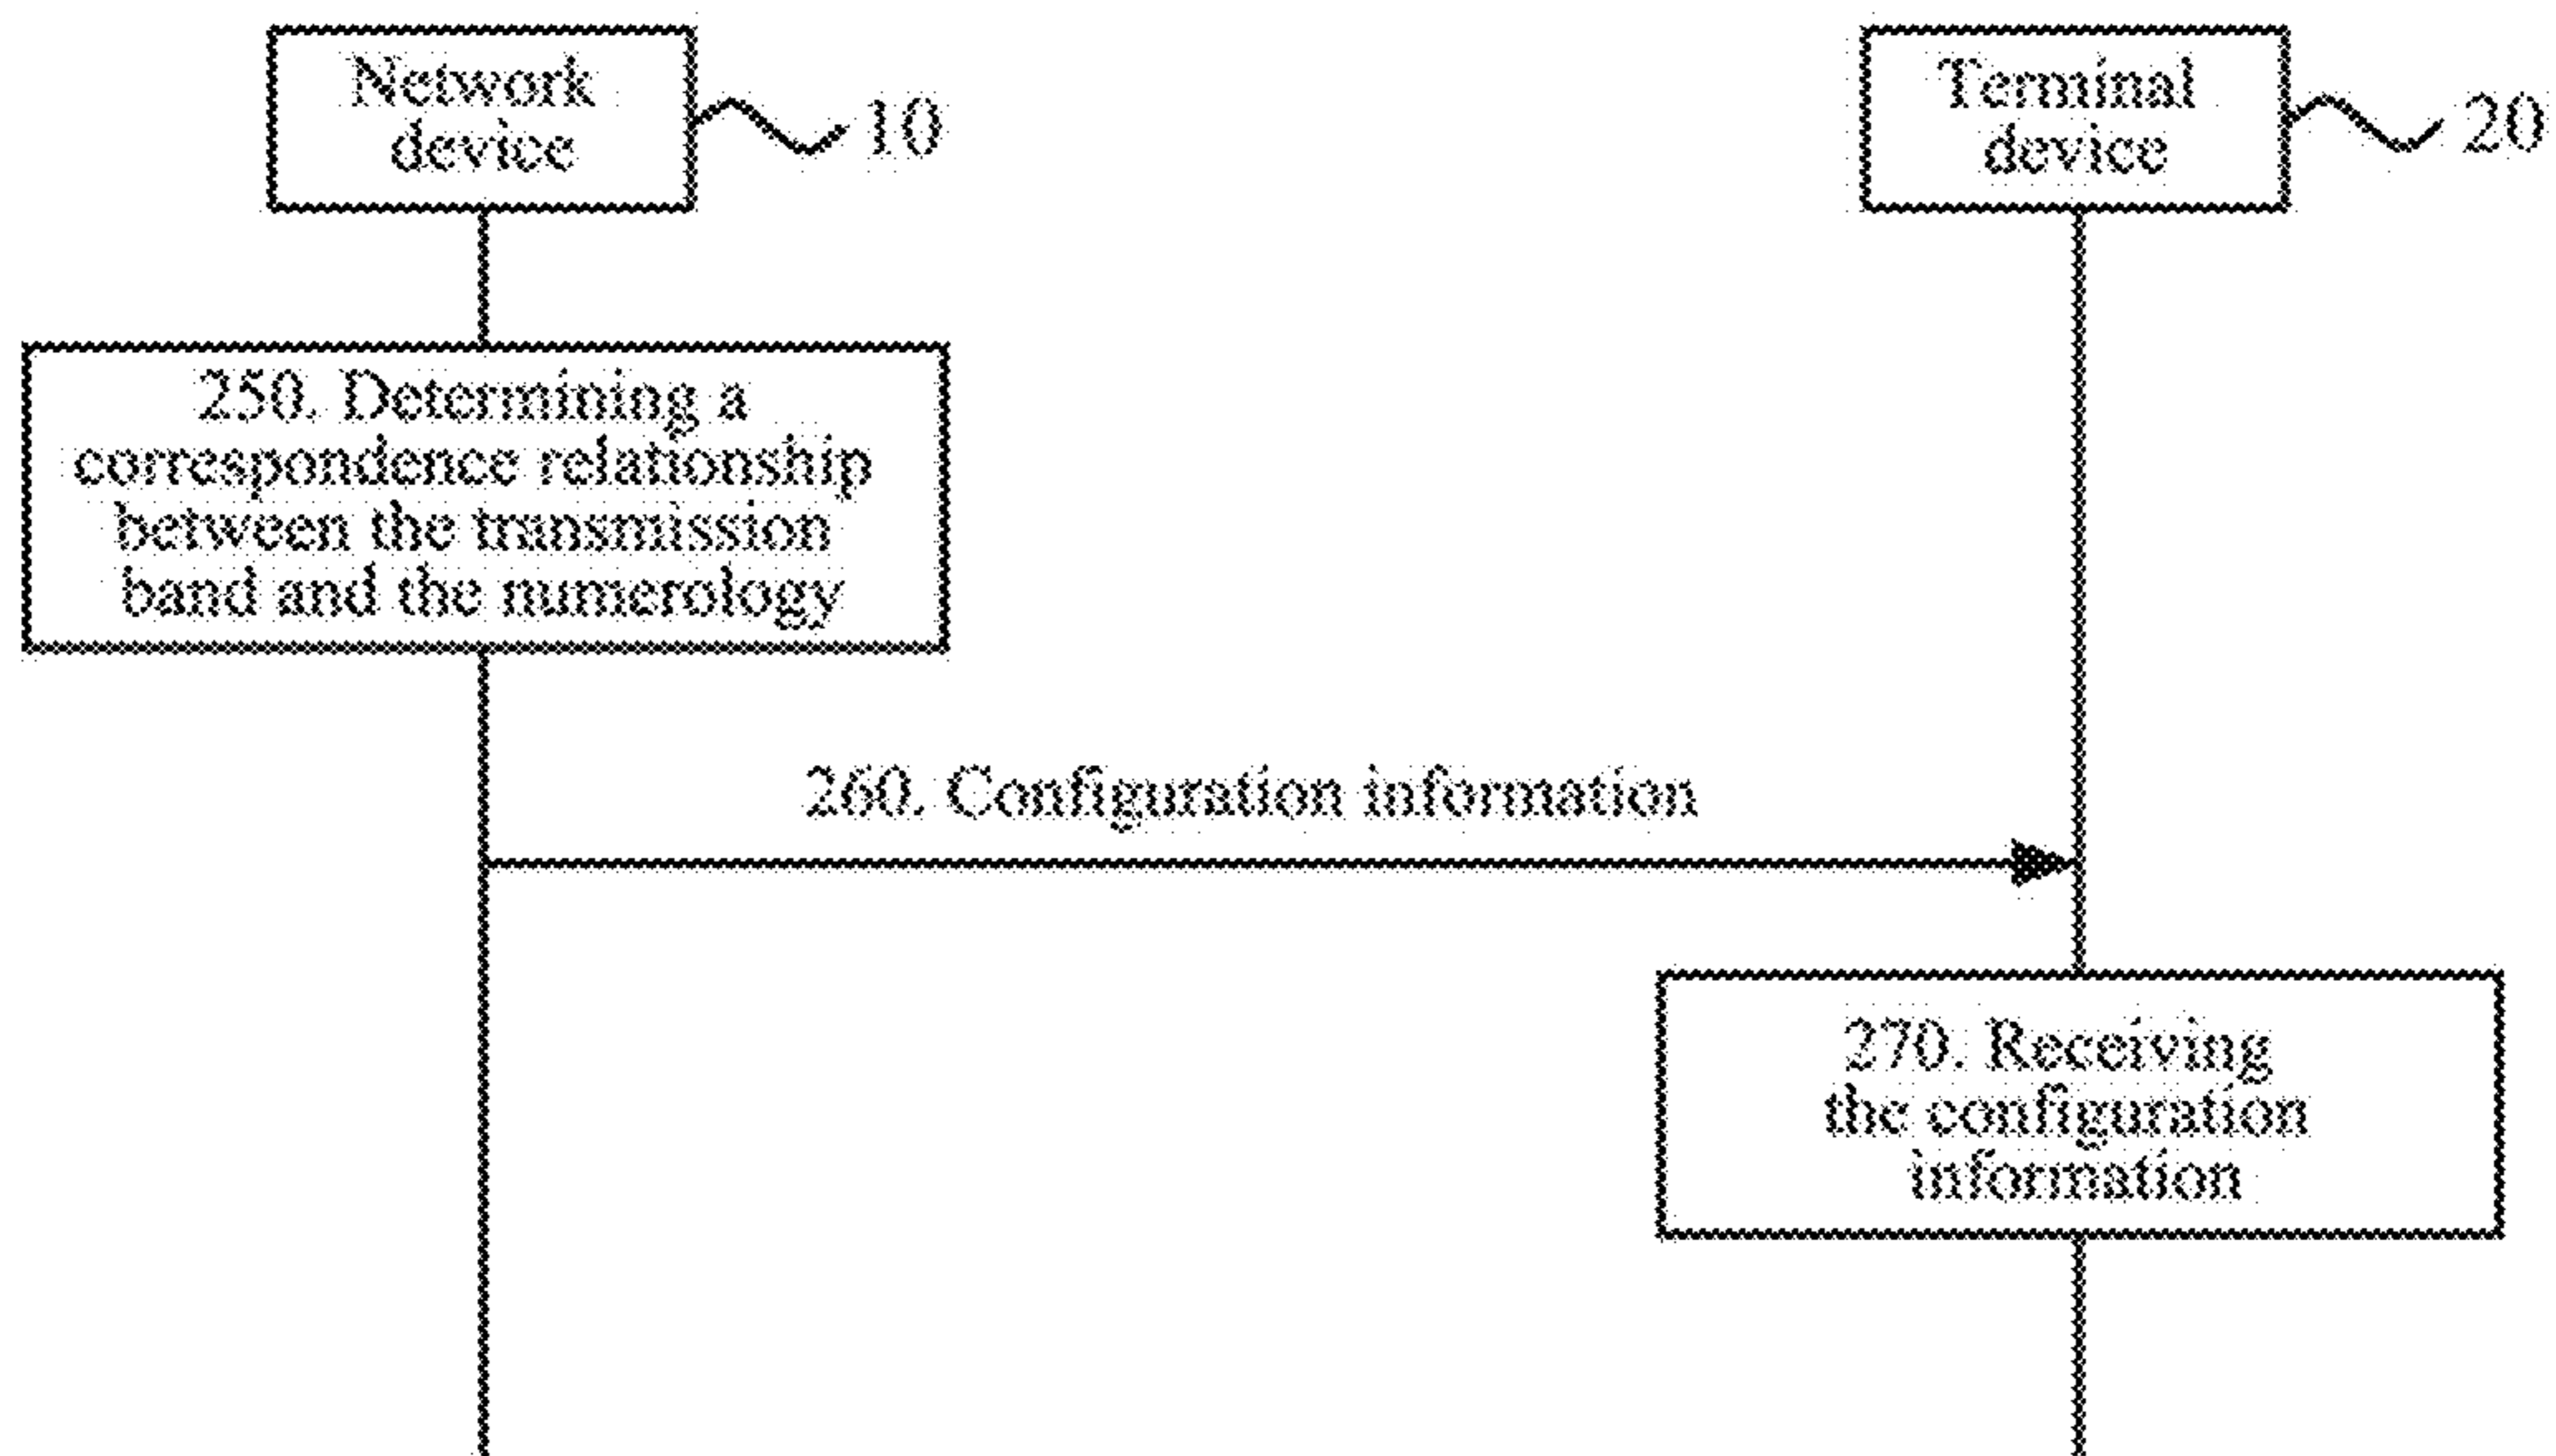 Network
device
10
Terminal
device
20
250. Determining a
correspondence relationship
between the transmission
band and the numerology
260. Configuration information
270. Receiving
the configuration
information